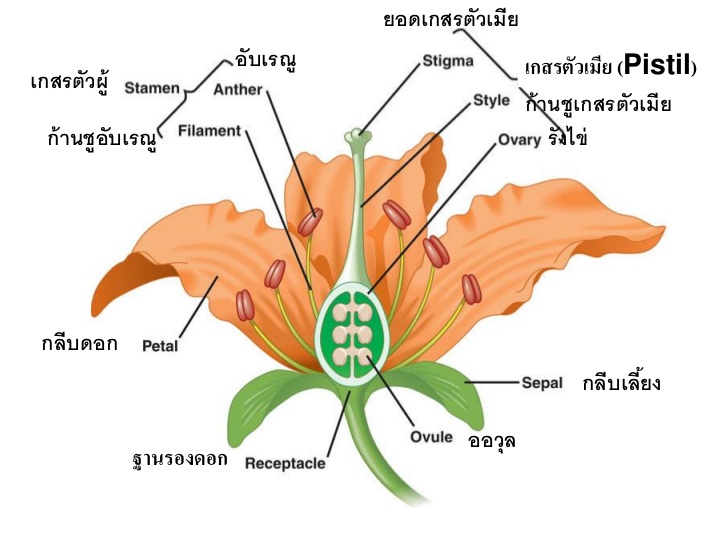 ยอดเกสรตัวเมีย
อับเรณู
Stigma
เกสรตัวเมีย (Pistil)
เกสรตัวผู้
Stamen
Anther
Style
ก้านชูเกสรตัวเมีย
ก้านชูอับเรณู
Filament
Ovary
รังไข่
กลีบดอก
Petal
Sepal
กลีบเลี้ยง
Ovule
ออวุล
ฐานรองดอก
Receptacle